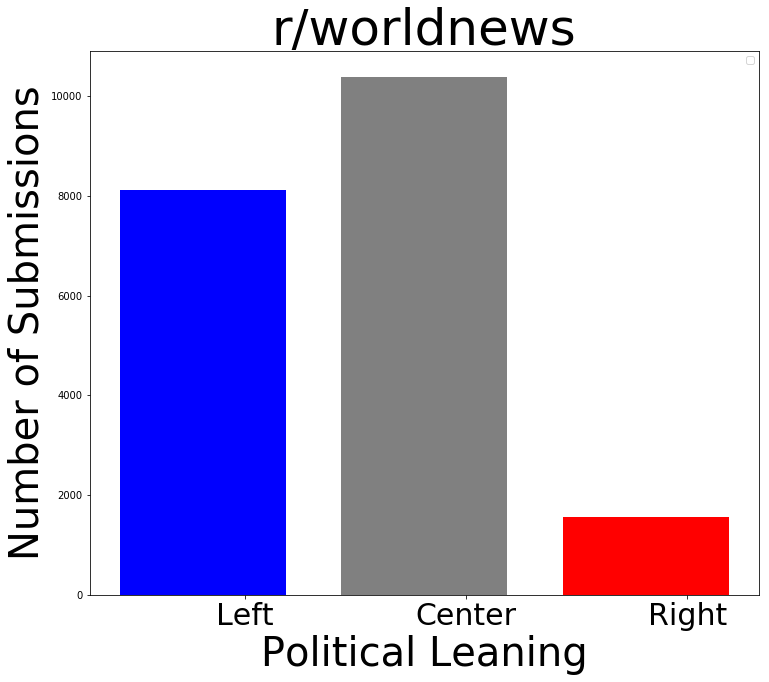 r/worldnews
Number of Submissions
10000
8000
6000
4000
2000
0
Left Center Right
Political Leaning